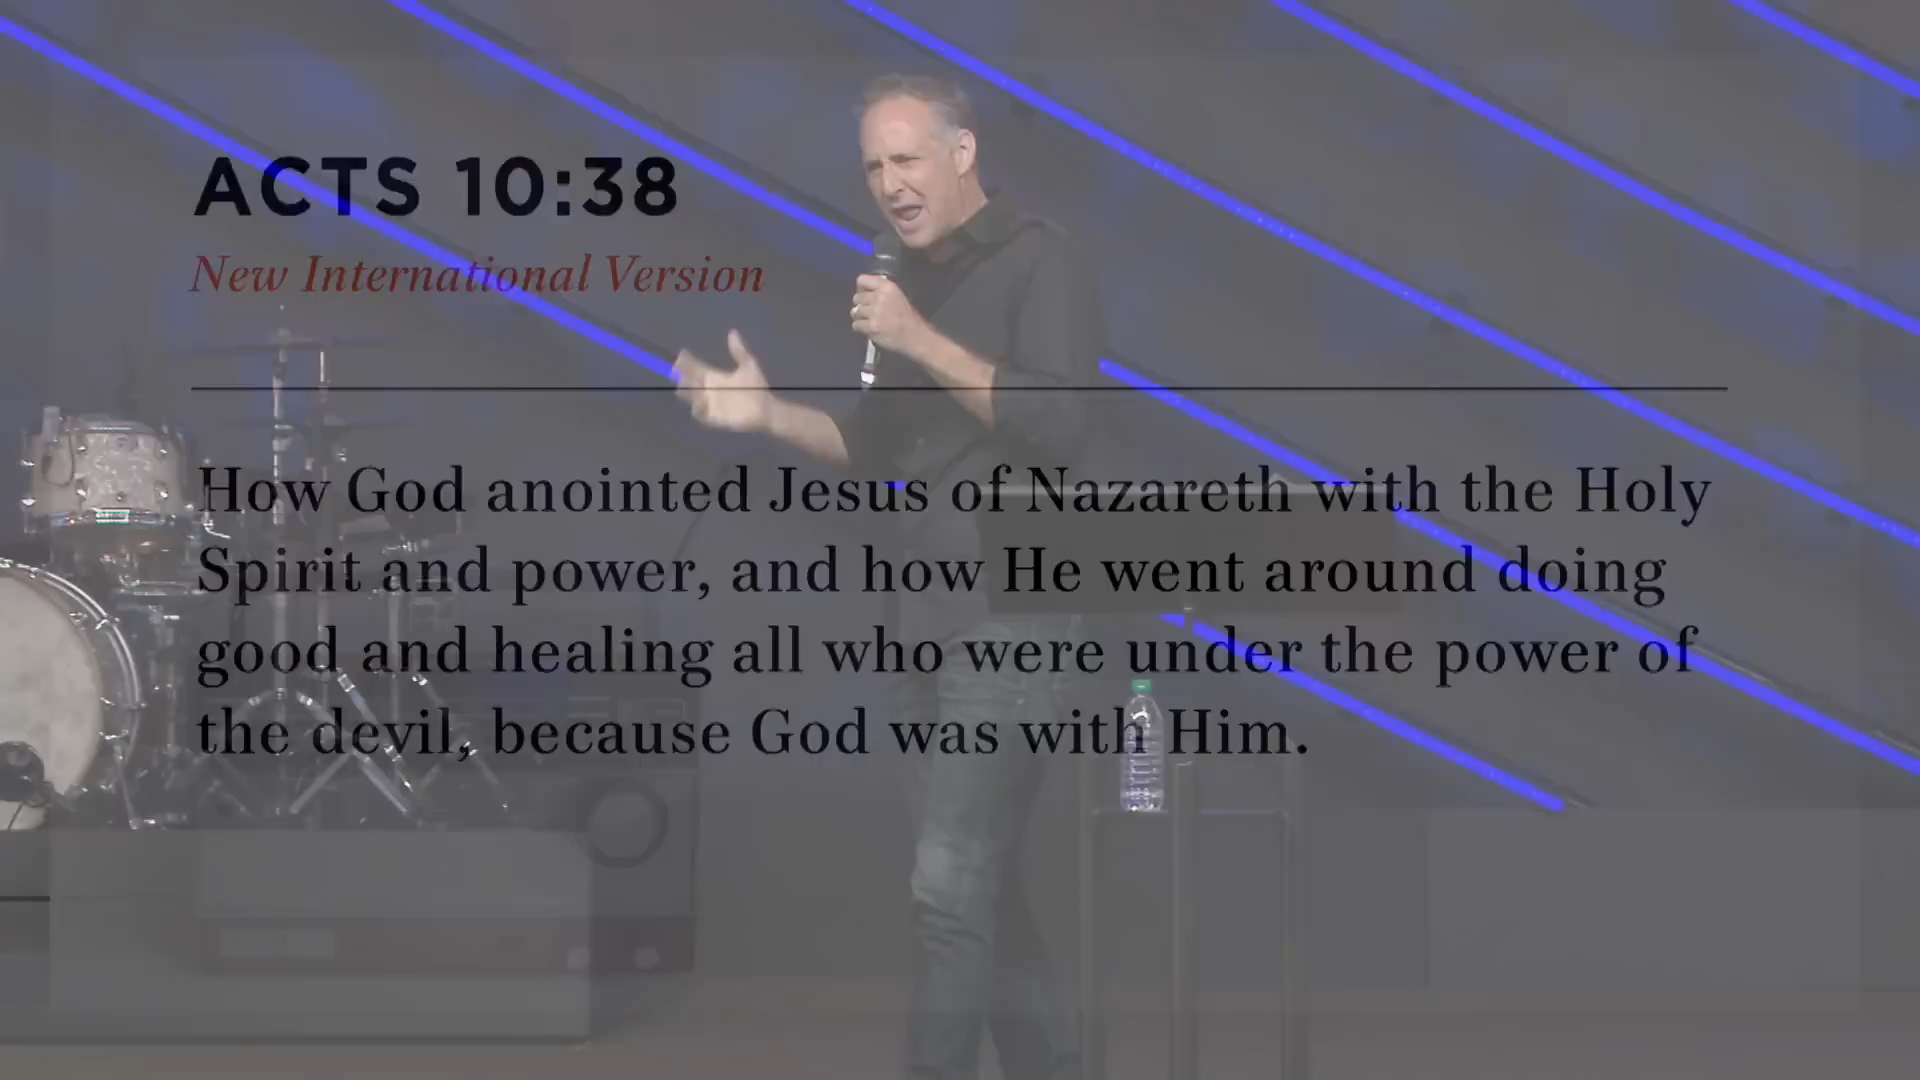 ACTS 10:38
New International Version
How God anointed Jesus of Nazareth with the Holy
Spirit and power, and how He went around doing
good and healing all who were under the power of
the devil, because God was with Him.